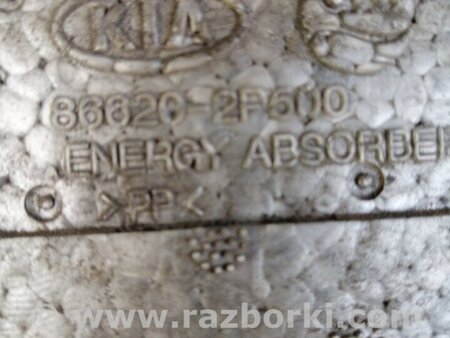 KIA
86620-2P500
ENERGY ABSORBER
>PP<
www.razborki.com